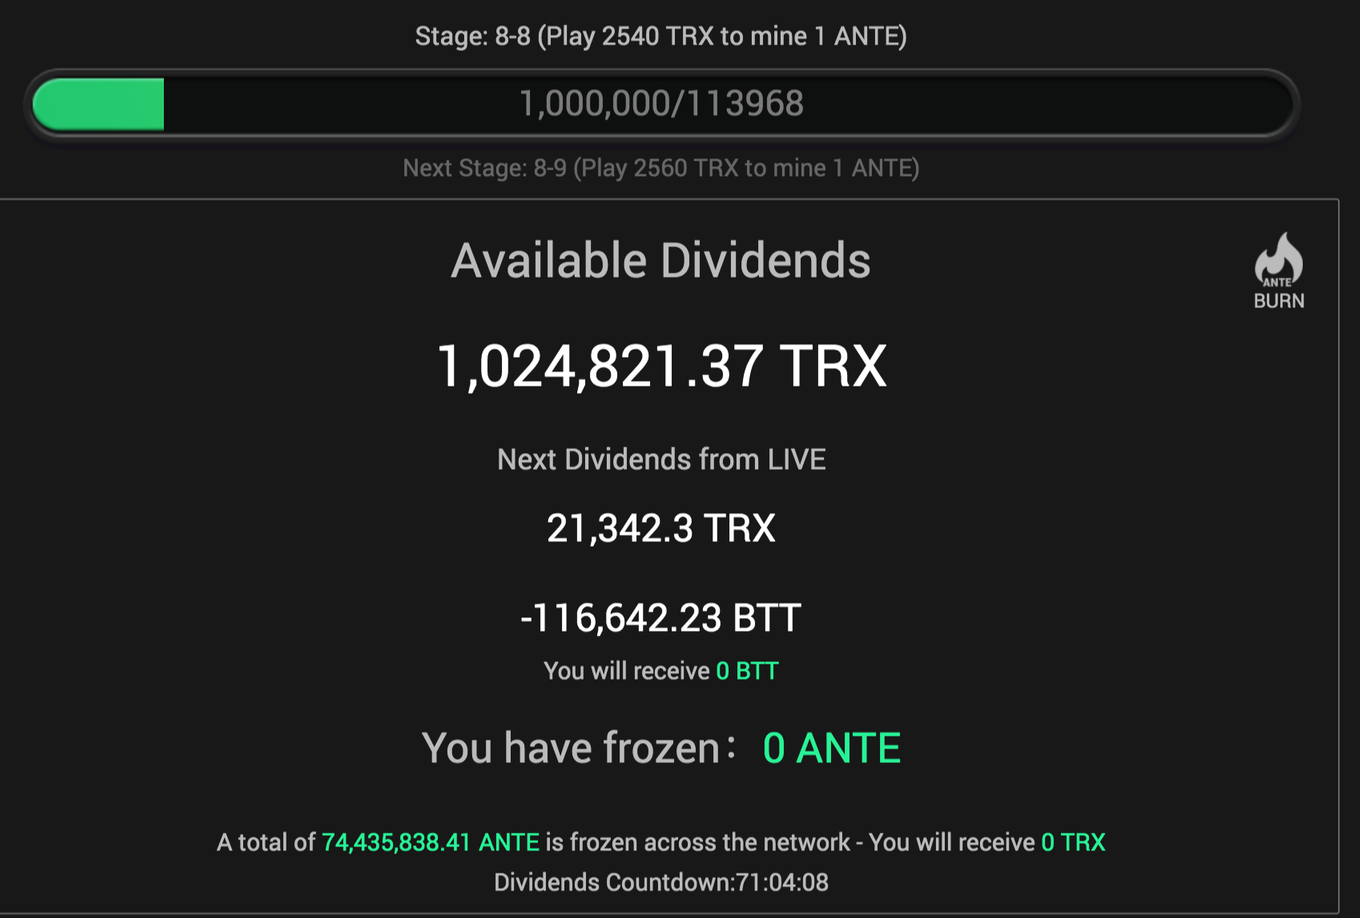 Stage: 8-8 (Play 2540 TRX to mine 1 ANTE)
1,000,000/113968
Next Stage: 8-9 (Play 2560 TRX to mine 1 ANTE)
Available Dividends
ANTE
BURN
1,024,821.37 TRX
Next Dividends from LIVE
21,342.3 TRX
-116,642.23 BTT
You will receive 0 BTT
You have frozen： 0 ANTE
A total of 74,435,838.41 ANTE is frozen across the network - You will receive 0 TRX
Dividends Countdown:71:04:08